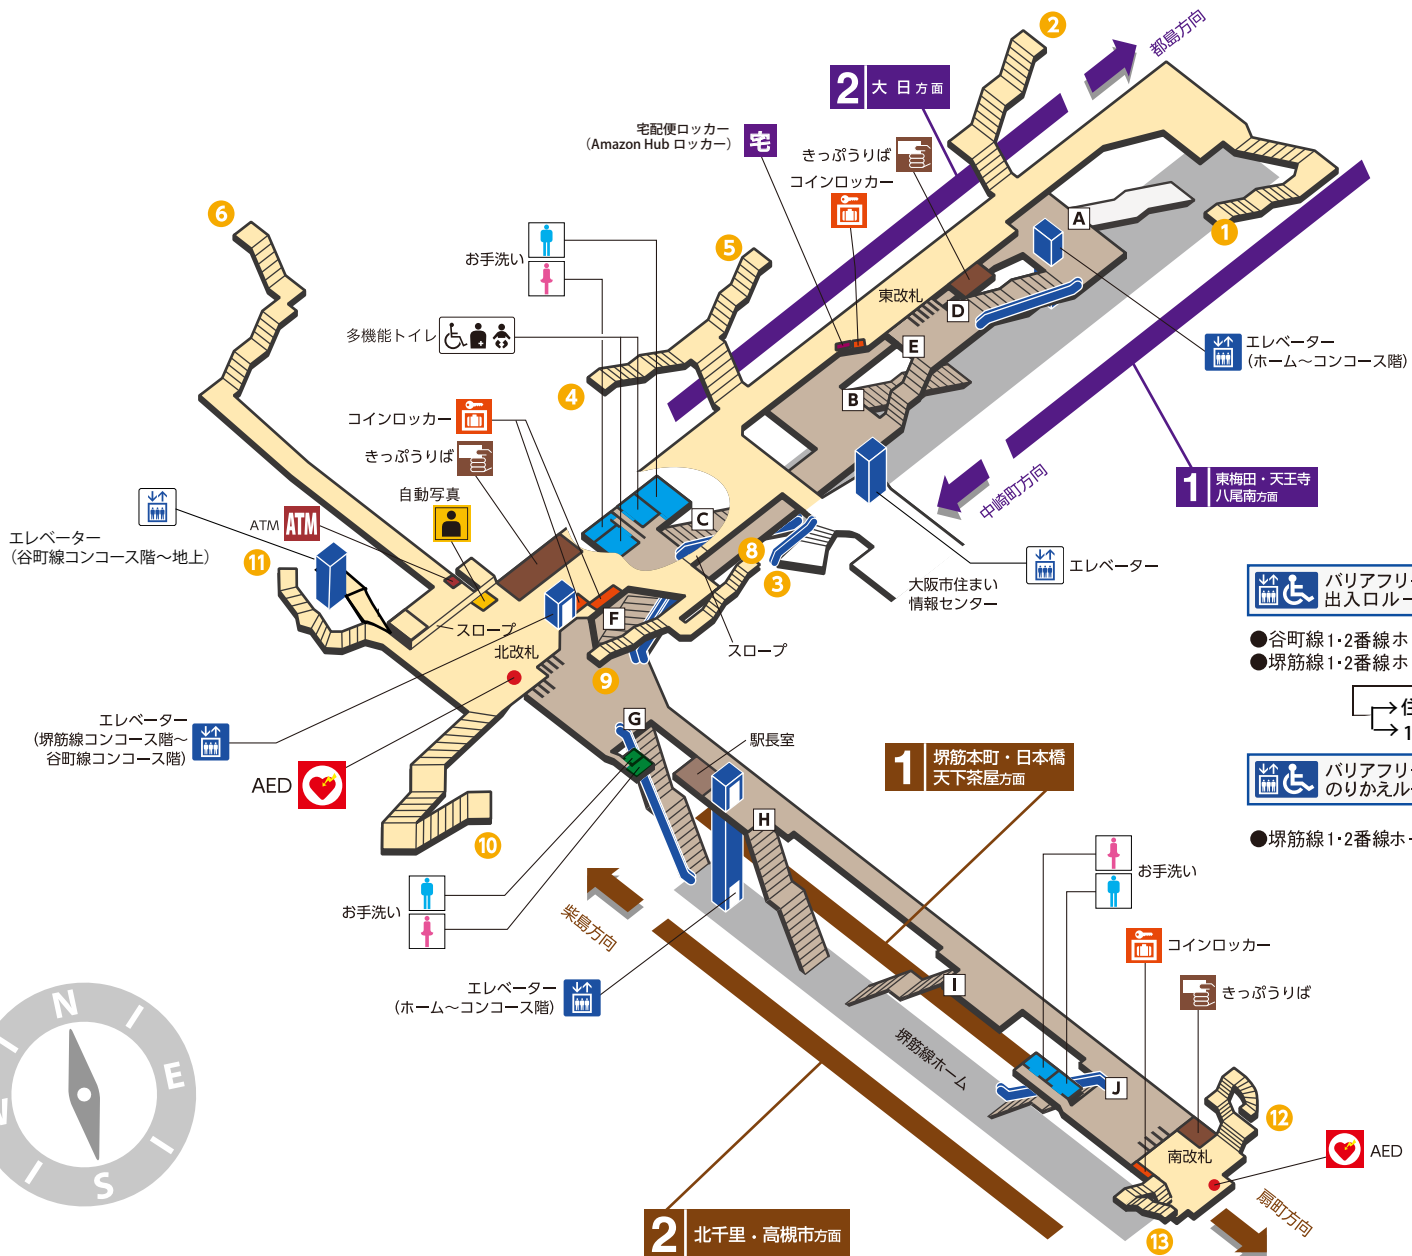 2
都島方向
2 大 日 方面
宅配便ロッカー
（Amazon Hub ロッカー）
宅
きっぷうりば
コインロッカー
A
1
6
お手洗い
5
東改札
D
E
多機能トイレ
エレベーター
（ホーム〜コンコース階）
4
B
コインロッカー
きっぷうりば
自動写真
1 東梅田・天王寺
八尾南方面
中崎町方向
C
ATM
ATM
エレベーター
（谷町線コンコース階〜地上）
11
8
3
エレベーター
大阪市住まい
情報センター
バリアフリー
出入口ルー
F
スロープ
北改札
スロープ
●谷町線1・2番線ホ
●堺筋線1・2番線ホ
9
→住
→1
G
エレベーター
（堺筋線コンコース階〜
谷町線コンコース階）
駅長室
1 堺筋本町・日本橋
天下茶屋方面
バリアフリー
のりかえル
AED
H
●堺筋線1・2番線ホー
10
お手洗い
お手洗い
柴島方向
コインロッカー
エレベーター
（ホーム〜コンコース階）
I
きっぷうりば
堺筋線ホーム
N
E
S
W
J
12
南改札
AED
扇町方向
2 北千里・高槻市方面
13